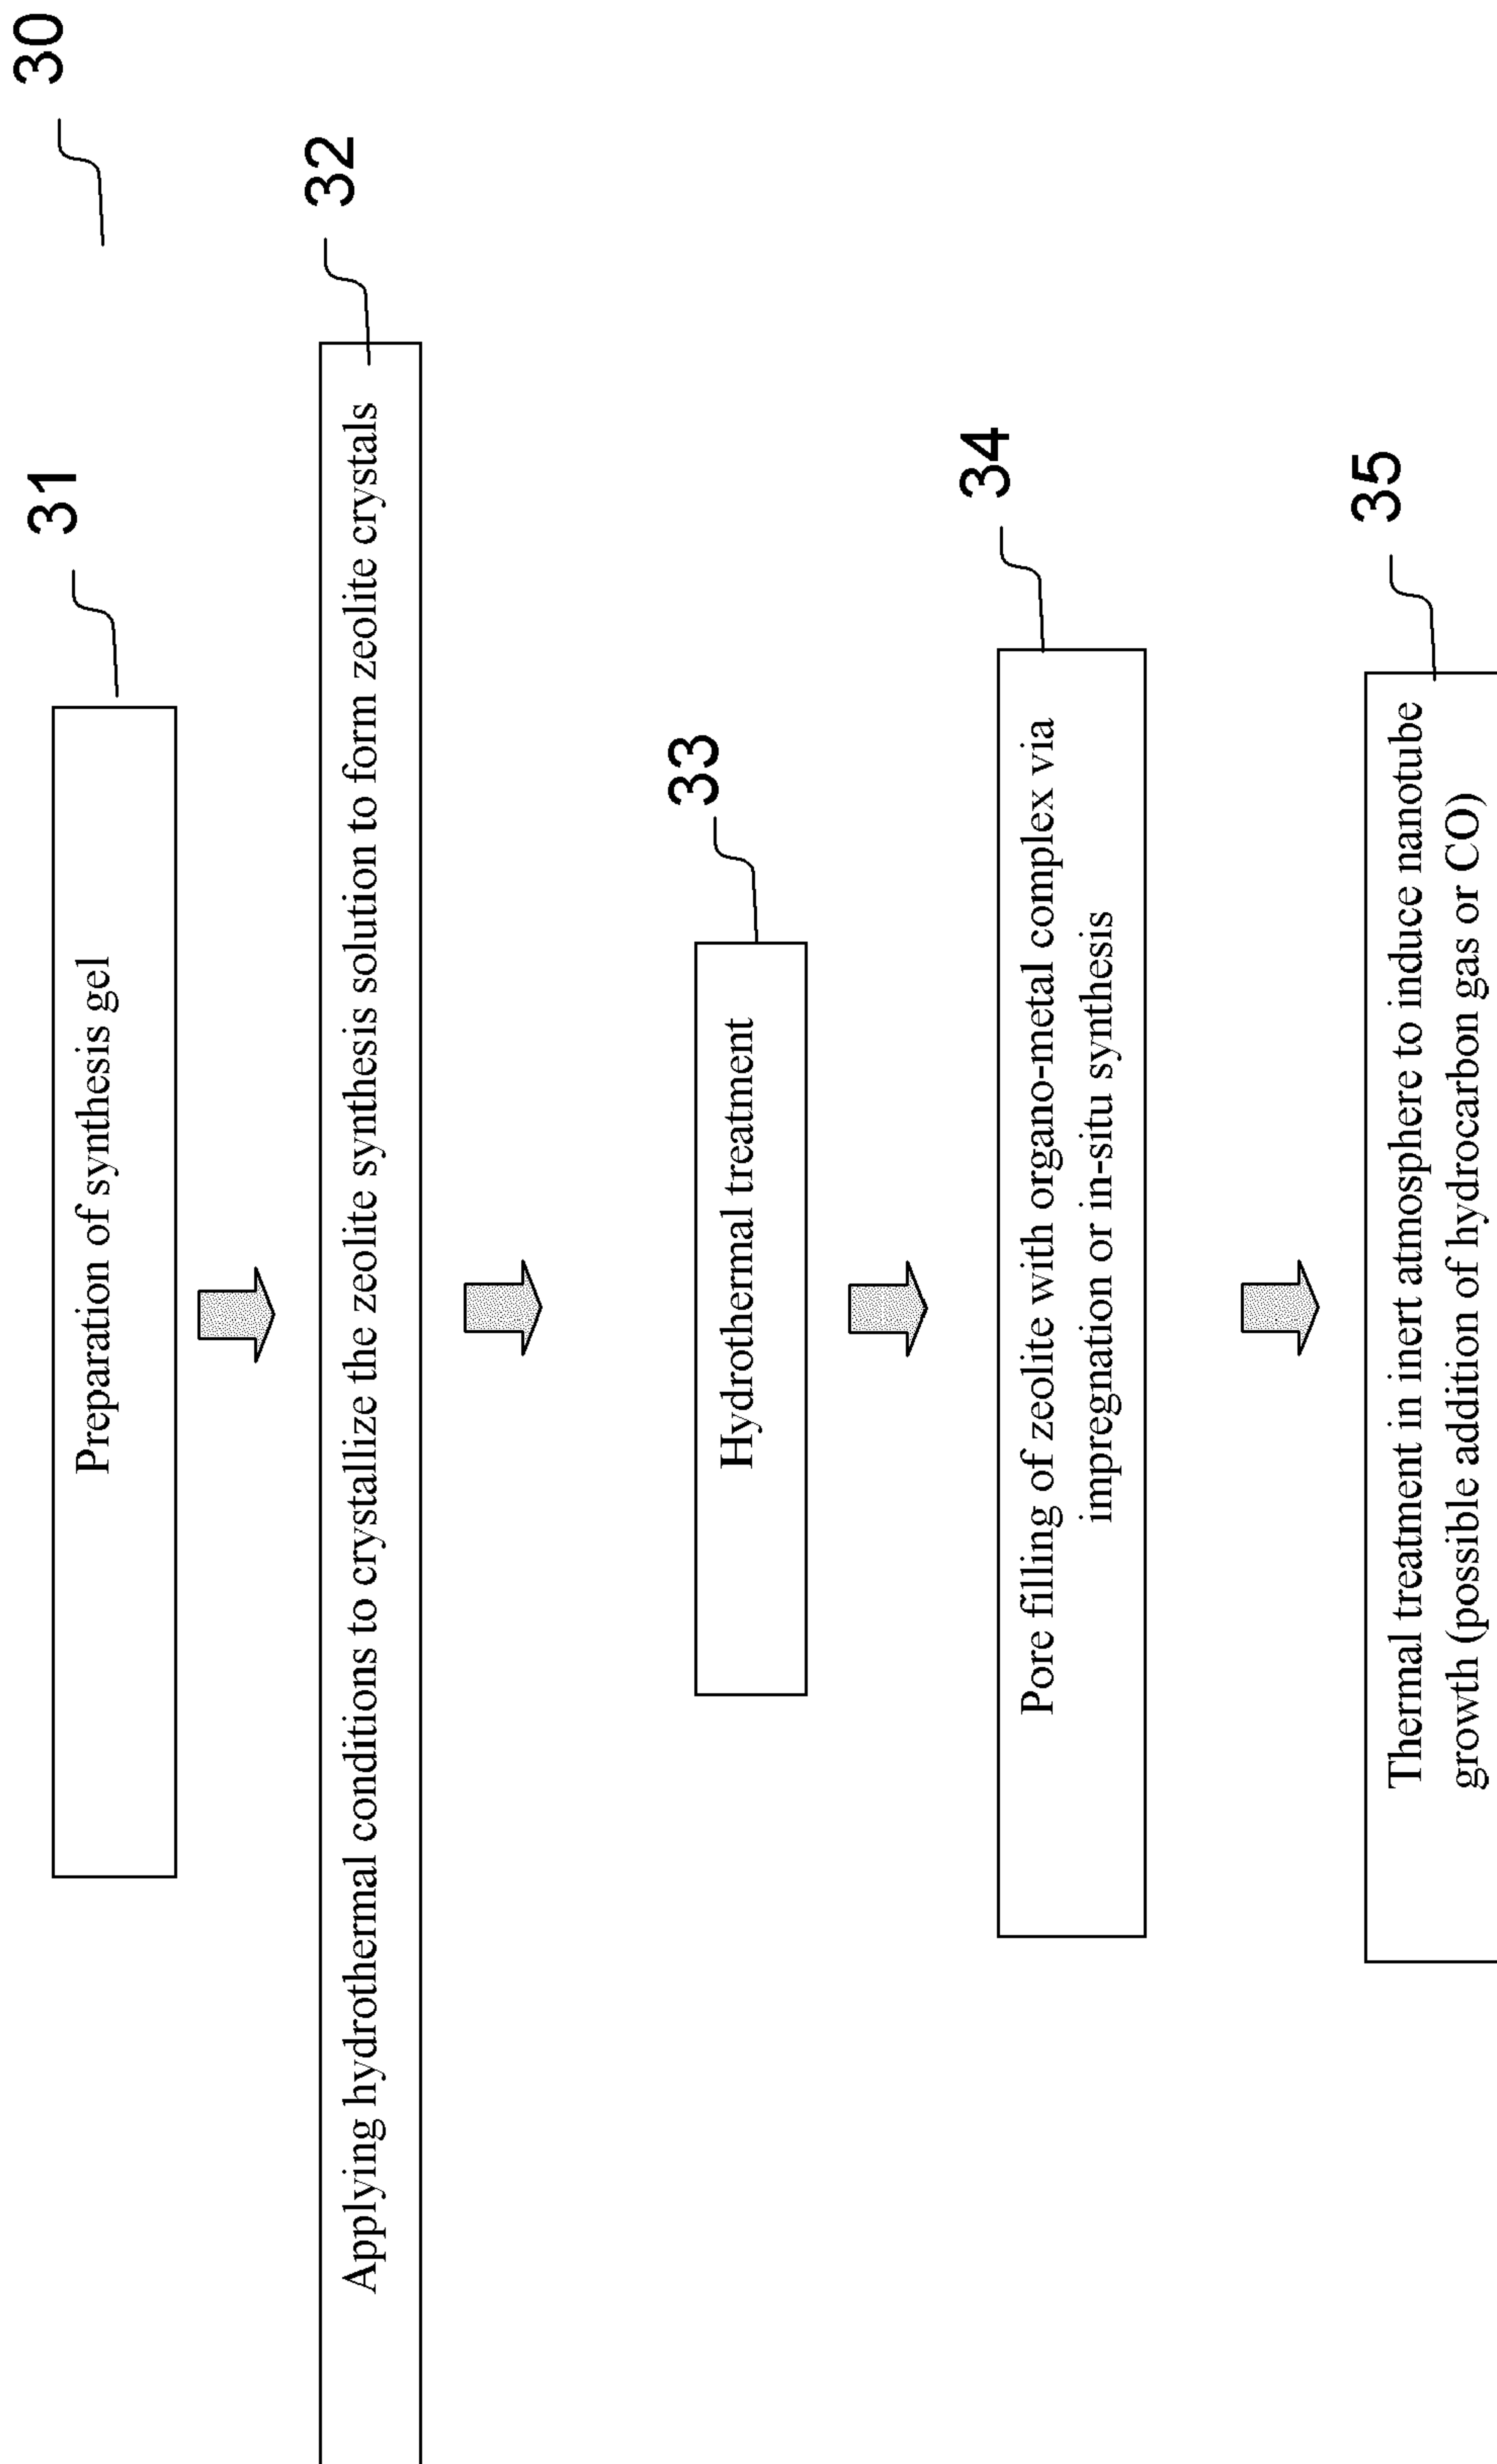 30
31
Preparation of synthesis gel
32
Applying hydrothermal conditions to crystallize the zeolite synthesis solution to form zeolite crystals
33
Hydrothermal treatment
34
Pore filling of zeolite with organo-metal complex via
impregnation or in-situ synthesis
35
Thermal treatment in inert atmosphere to induce nanotube
growth (possible addition of hydrocarbon gas or CO)